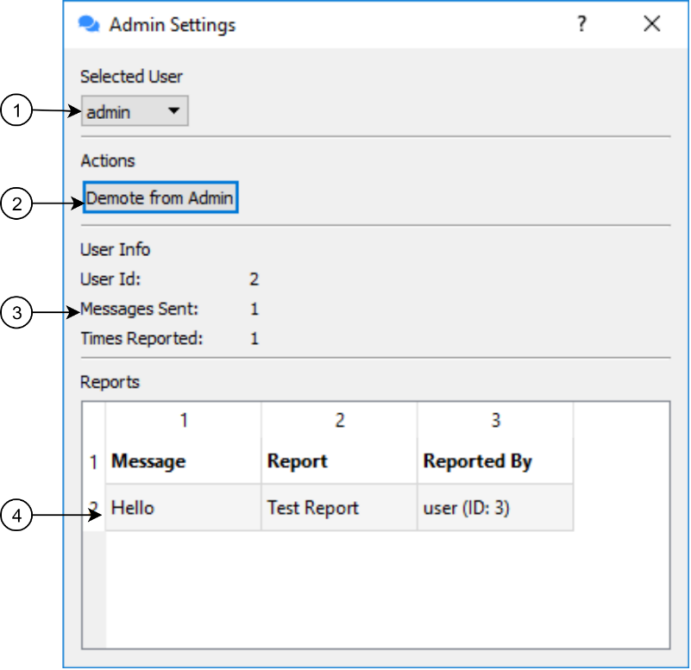 Admin Settings ?
Selected User
1 admin
Actions
2 Demote from Admin
User Info
User Id: 2
3 Messages Sent: 1
Times Reported: 1
Reports
1 2 3
1 Message Report Reported By
4 2 Hello Test Report user (ID: 3)